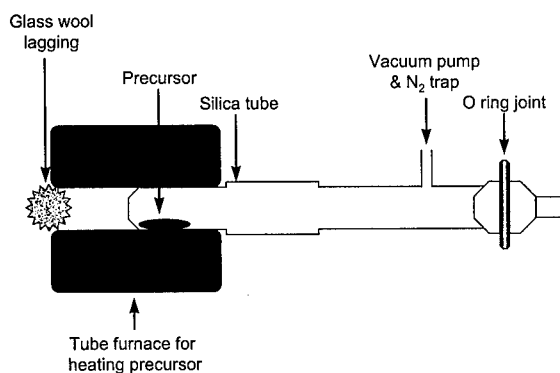 Glass wool
lagging
Precursor
Silica tube
Vacuum pump
& N₂ trap
O ring joint
Tube furnace for
heating precursor